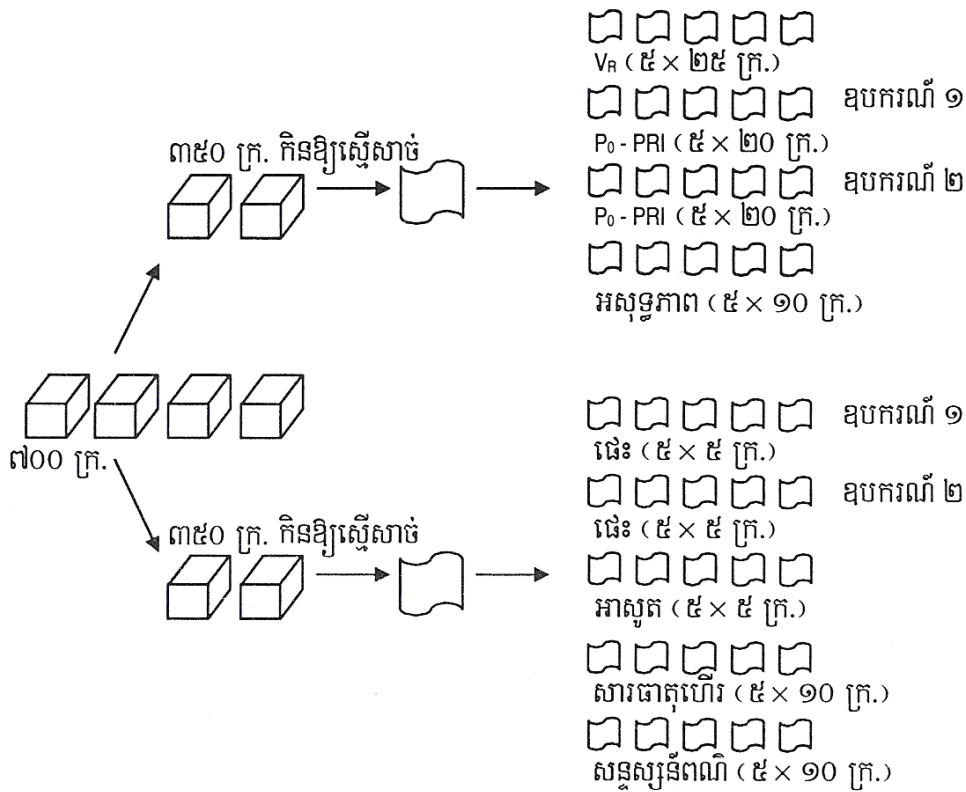 V_R (៥ × ២៥ ក្រ.)
ឧបករណ៍ ១
P₀ - PRI (៥ × ២០ ក្រ.)
៣៥០ ក្រ. កិនឱ្យស្មើសាច់
ឧបករណ៍ ២
P₀ - PRI (៥ × ២០ ក្រ.)
អសុទ្ធភាព (៥ × ១០ ក្រ.)
៧០០ ក្រ.
ឧបករណ៍ ១
ផេះ (៥ × ៥ ក្រ.)
ឧបករណ៍ ២
ផេះ (៥ × ៥ ក្រ.)
៣៥០ ក្រ. កិនឱ្យស្មើសាច់
អាសូត (៥ × ៥ ក្រ.)
សារធាតុហើរ (៥ × ១០ ក្រ.)
សន្ទស្សន៍ពណ៌ (៥ × ១០ ក្រ.)